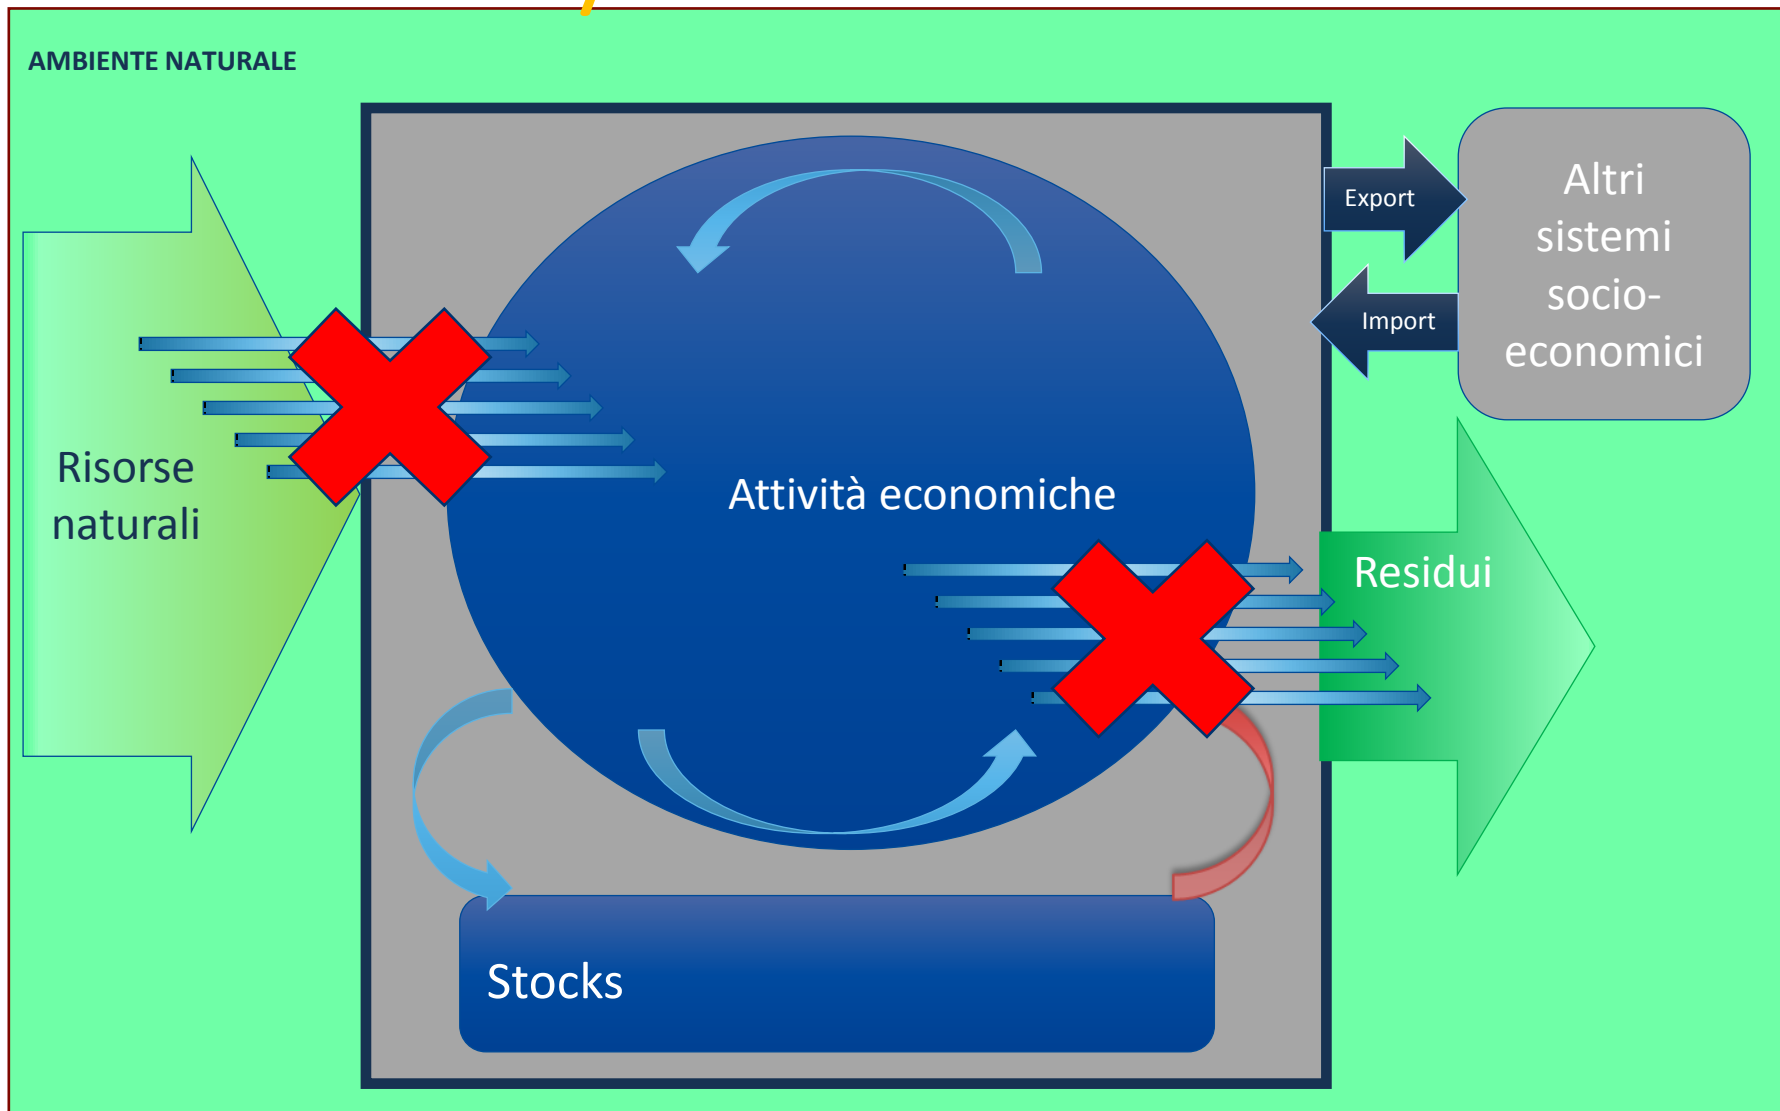 AMBIENTE NATURALE
Risorse
naturali
Attività economiche
Stocks
Export
Import
Altri
sistemi
socio-
economici
Residui